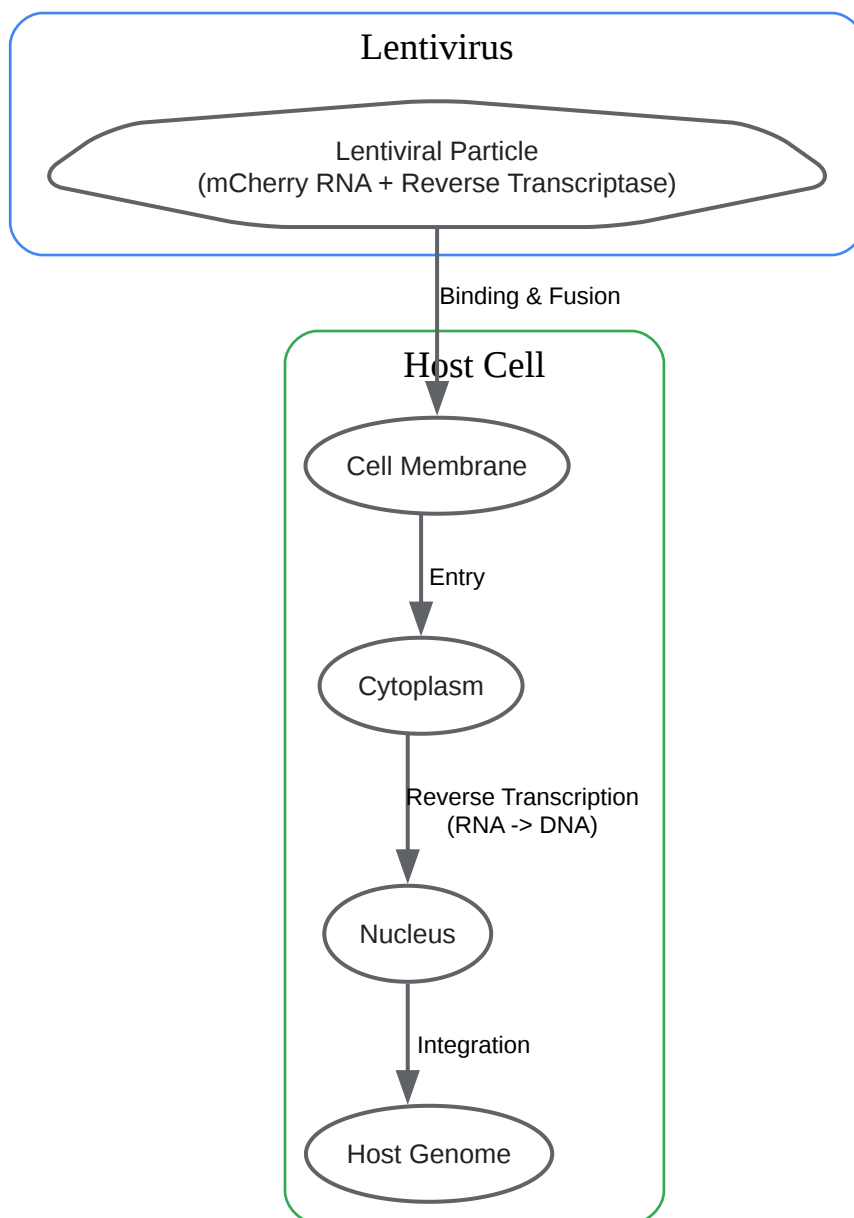 Lentivirus
Lentiviral Particle
(mCherry RNA + Reverse Transcriptase)
Binding & Fusion
Host Cell
Cell Membrane
Entry
Cytoplasm
Reverse Transcription
(RNA -> DNA)
Nucleus
Integration
Host Genome